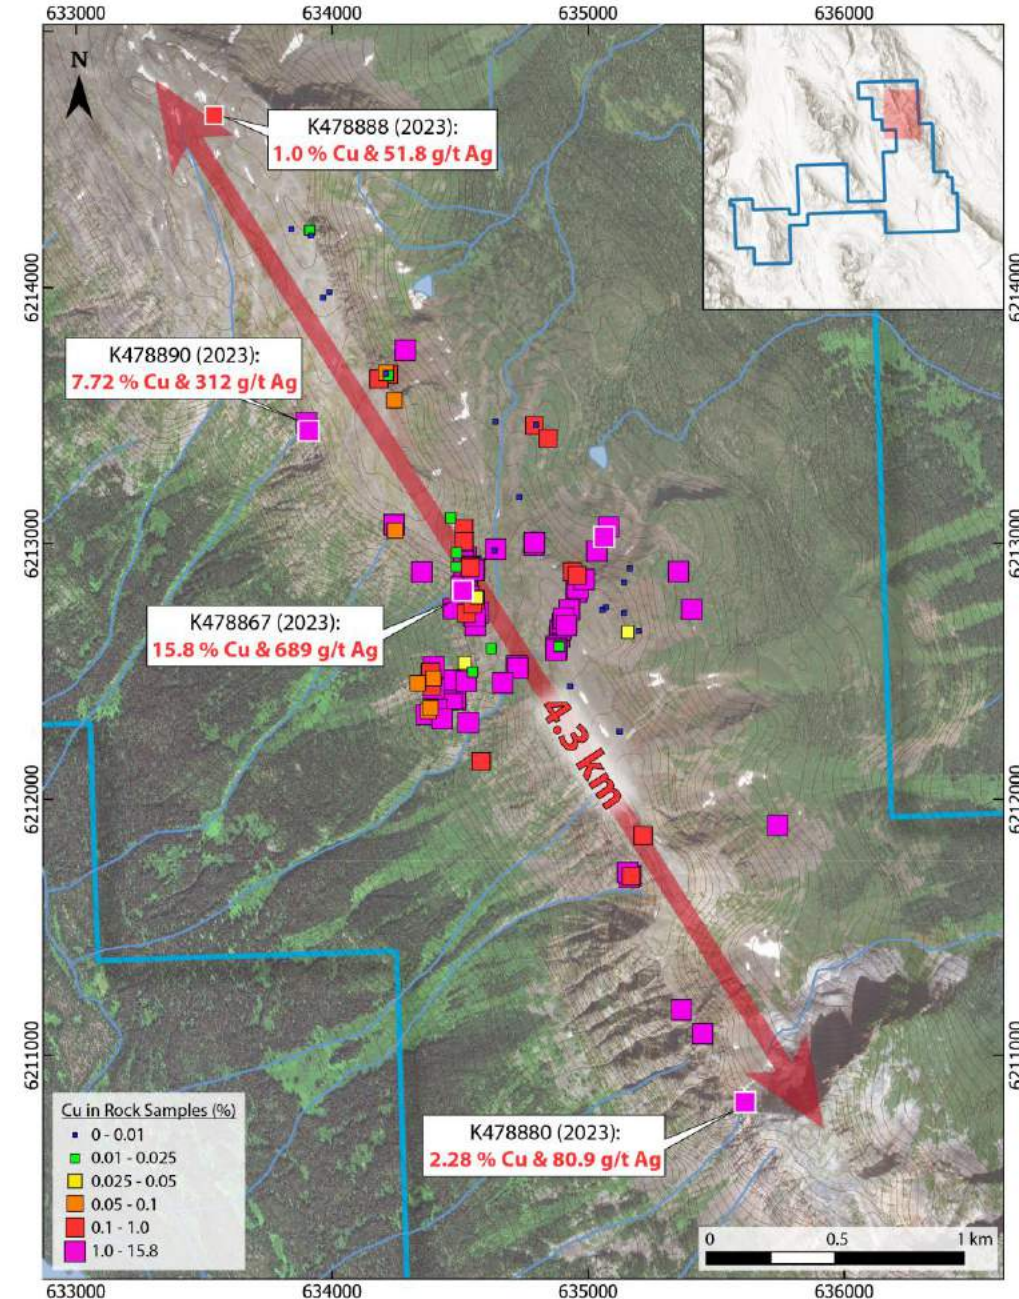 633000
634000
635000
636000
N
K478888 (2023):
1.0 % Cu & 51.8 g/t Ag
6214000
6214000
K478890 (2023):
7.72 % Cu & 312 g/t Ag
6213000
6213000
K478867 (2023):
15.8 % Cu & 689 g/t Ag
4.3 km
6212000
6212000
6211000
6211000
Cu in Rock Samples (%)
0 - 0.01
0.01 - 0.025
0.025 - 0.05
0.05 - 0.1
0.1 - 1.0
1.0 - 15.8
K478880 (2023):
2.28 % Cu & 80.9 g/t Ag
0 0.5 1 km
633000
634000
635000
636000